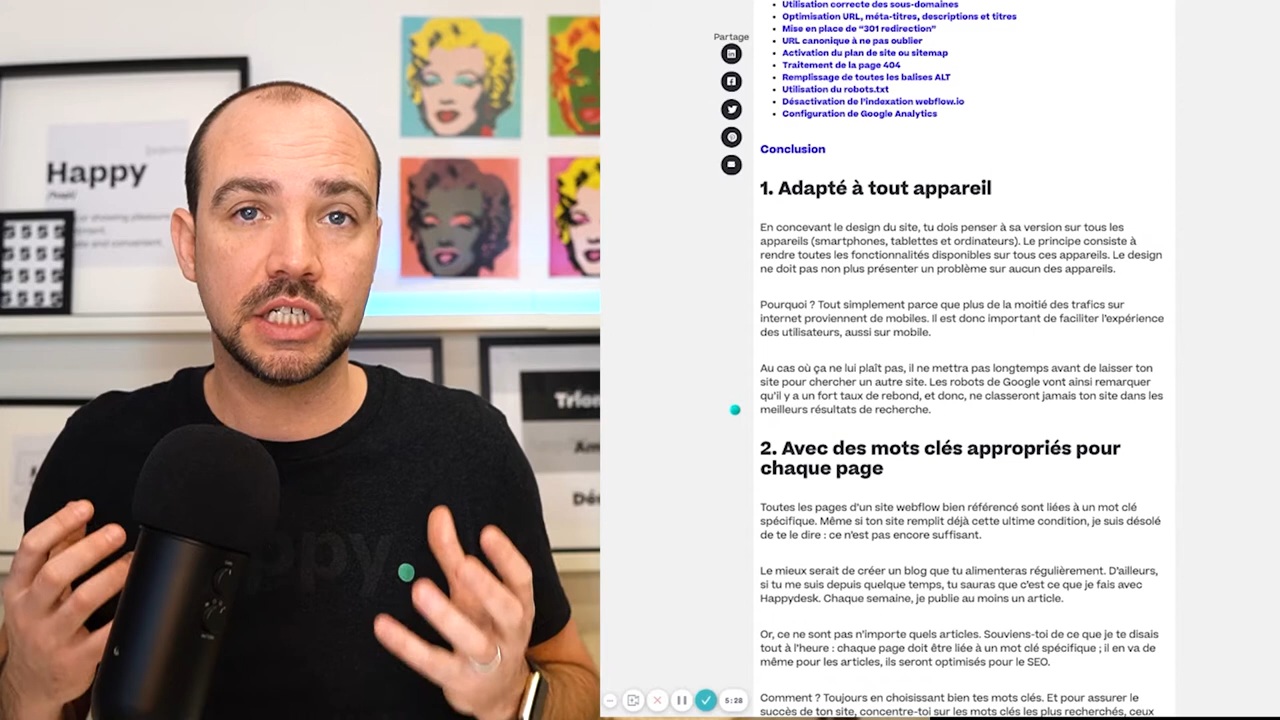 Happy
ppy
Partage
Utilisation correcte des sous-domaines
Optimisation URL, méta-titres, descriptions et titres
Mise en place de “301 redirection”
URL canonique à ne pas oublier
Activation du plan de site ou sitemap
Traitement de la page 404
Remplissage de toutes les balises ALT
Utilisation du robots.txt
Désactivation de l’indexation webflow.io
Configuration de Google Analytics
Conclusion
1. Adapté à tout appareil
En concevant le design du site, tu dois penser à sa version sur tous les
appareils (smartphones, tablettes et ordinateurs). Le principe consiste à
rendre toutes les fonctionnalités disponibles sur tous ces appareils. Le design
ne doit pas non plus présenter un problème sur aucun des appareils.
Pourquoi ? Tout simplement parce que plus de la moitié des trafics sur
internet proviennent de mobiles. Il est donc important de faciliter l’expérience
des utilisateurs, aussi sur mobile.
Au cas où ça ne lui plaît pas, il ne mettra pas longtemps avant de laisser ton
site pour chercher un autre site. Les robots de Google vont ainsi remarquer
qu’il y a un fort taux de rebond, et donc, ne classeront jamais ton site dans les
meilleurs résultats de recherche.
2. Avec des mots clés appropriés pour
chaque page
Toutes les pages d’un site webflow bien référencé sont liées à un mot clé
spécifique. Même si ton site remplit déjà cette ultime condition, je suis désolé
de te le dire : ce n’est pas encore suffisant.
Le mieux serait de créer un blog que tu alimenteras régulièrement. D’ailleurs,
si tu me suis depuis quelque temps, tu sauras que c’est ce que je fais avec
Happydesk. Chaque semaine, je publie au moins un article.
Or, ce ne sont pas n’importe quels articles. Souviens-toi de ce que je te disais
tout à l’heure : chaque page doit être liée à un mot clé spécifique ; il en va de
même pour les articles, ils seront optimisés pour le SEO.
Comment ? Toujours en choisissant bien tes mots clés. Et pour assurer le
succès de ton site, concentre-toi sur les mots clés les plus recherchés, ceux
5:28